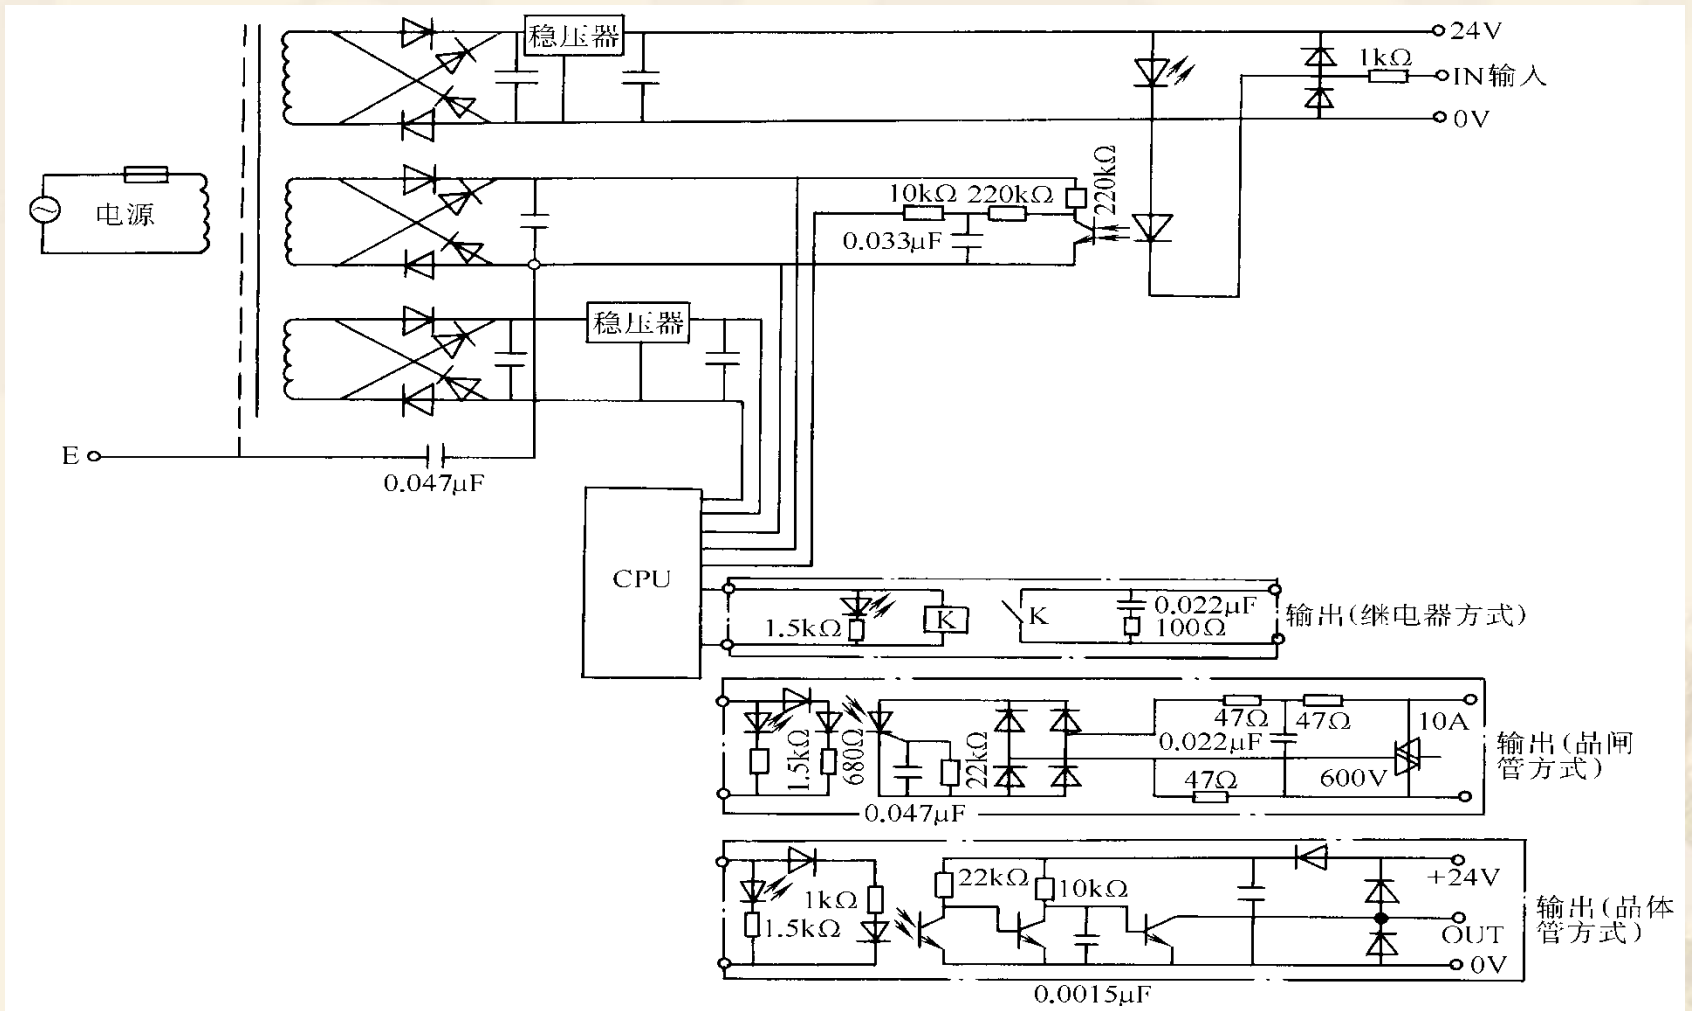 稳压器
24V
1kΩ
IN输入
0V
电源
10kΩ
220kΩ
220kΩ
0.033μF
稳压器
E
0.047μF
CPU
1.5kΩ
K
K
0.022μF
100Ω
输出(继电器方式)
1.5kΩ
680Ω
22kΩ
0.047μF
47Ω
47Ω
0.022μF
47Ω
10A
600V
输出(品闸
管方式)
1kΩ
1.5kΩ
22kΩ
10kΩ
+24V
OUT
0V
输出(品体
管方式)
0.0015μF